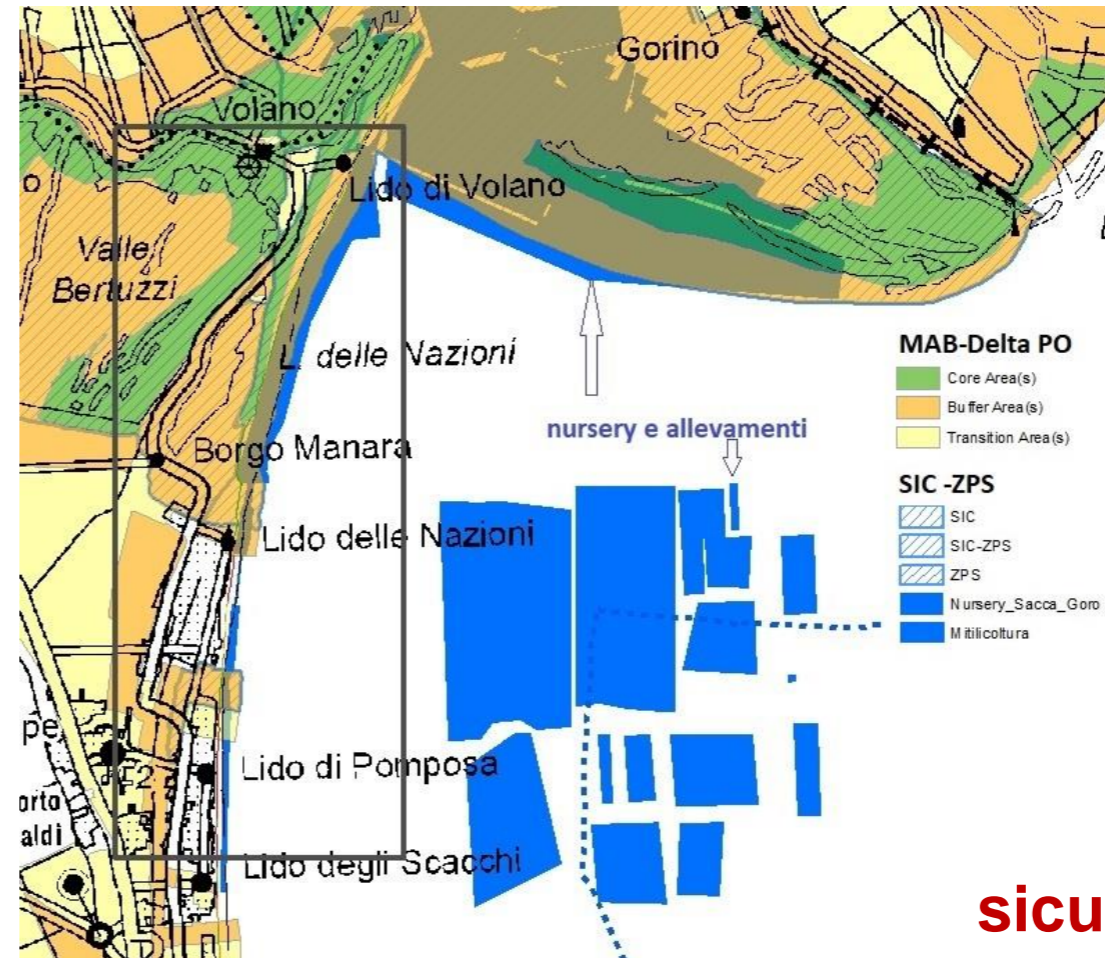 Gorino
Volano
Lido di Volano
Valle
Bertuzzi
L. delle Nazioni
MAB-Delta PO
Core Area(s)
Buffer Area(s)
Transition Area(s)
nursery e allevamenti
Borgo Manara
SIC -ZPS
SIC
SIC-ZPS
ZPS
Nursery_Sacca_Goro
Mitilicoltura
Lido delle Nazioni
Lido di Pomposa
orto
aldi
Lido degli Scacchi
sicu